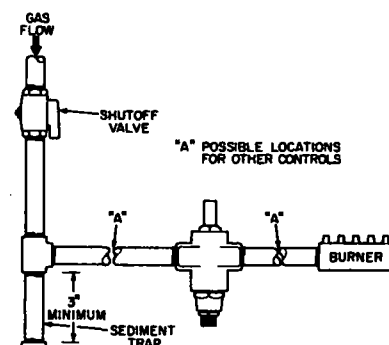 GAS
FLOW
SHUTOFF
VALVE
"A" POSSIBLE LOCATIONS
FOR OTHER CONTROLS
"A"
"A"
BURNER
3"
MINIMUM
SEDIMENT
TRAP